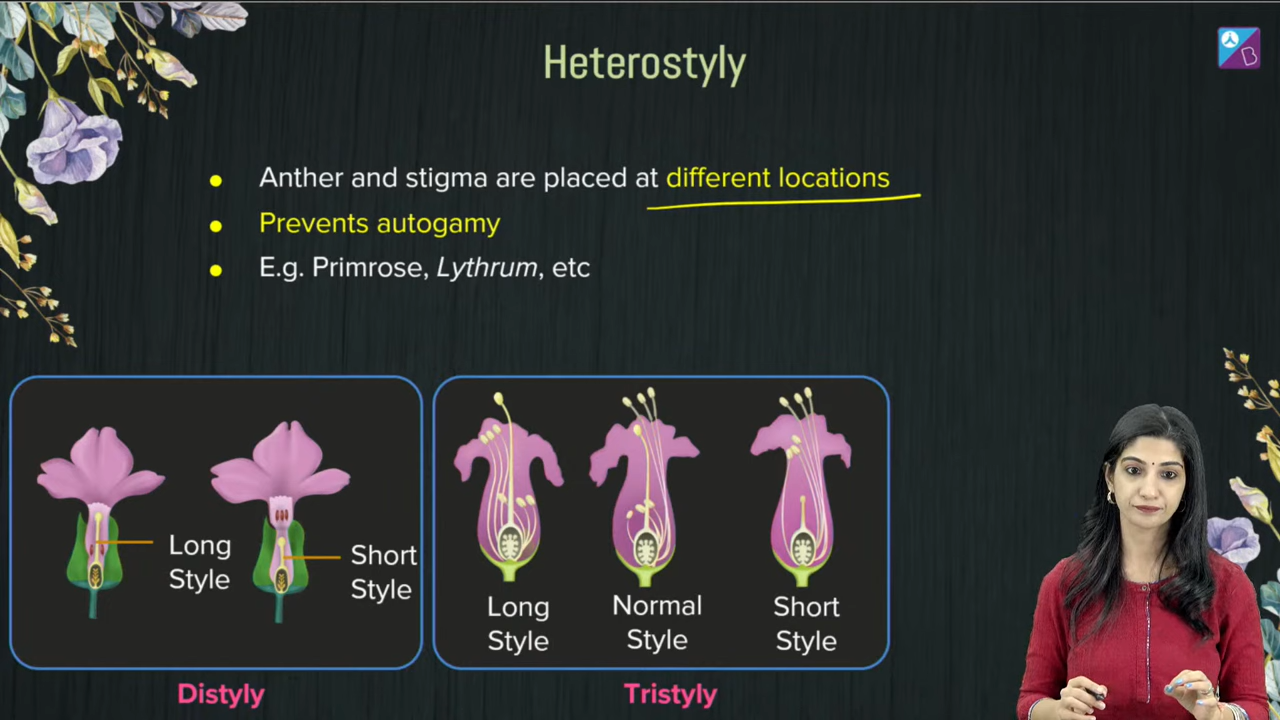 Heterostyly
B
• Anther and stigma are placed at different locations
• Prevents autogamy
• E.g. Primrose, Lythrum, etc
Long
Style
Short
Style
Long
Style
Normal
Style
Short
Style
Distyly
Tristyly